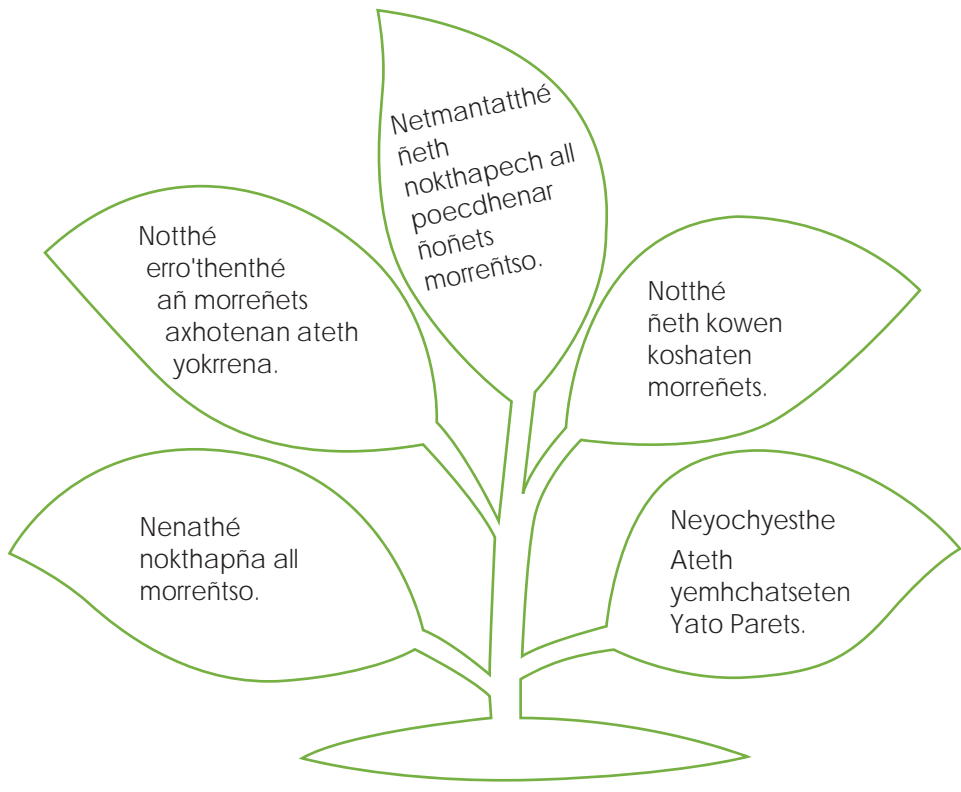 Netmantatthé
ñeth
nokthapech all
poecdhenar
ñoñets
morreñtso.
Notthé
erro'thenthé
añ morreñets
axhotenan ateth
yokrrena.
Notthé
ñeth kowen
koshaten
morreñets.
Nenathé
nokthapña all
morreñtso.
Neyochyesthe
Ateth
yemhchatseten
Yato Parets.